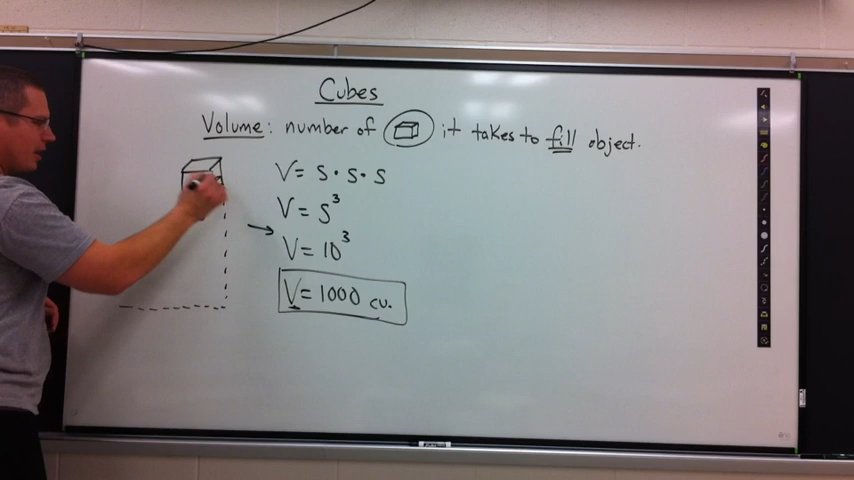 Cubes
Volume: number of it takes to fill object.
V = s · s · s
V = s³
→ V = 10³
V = 1000 cu.